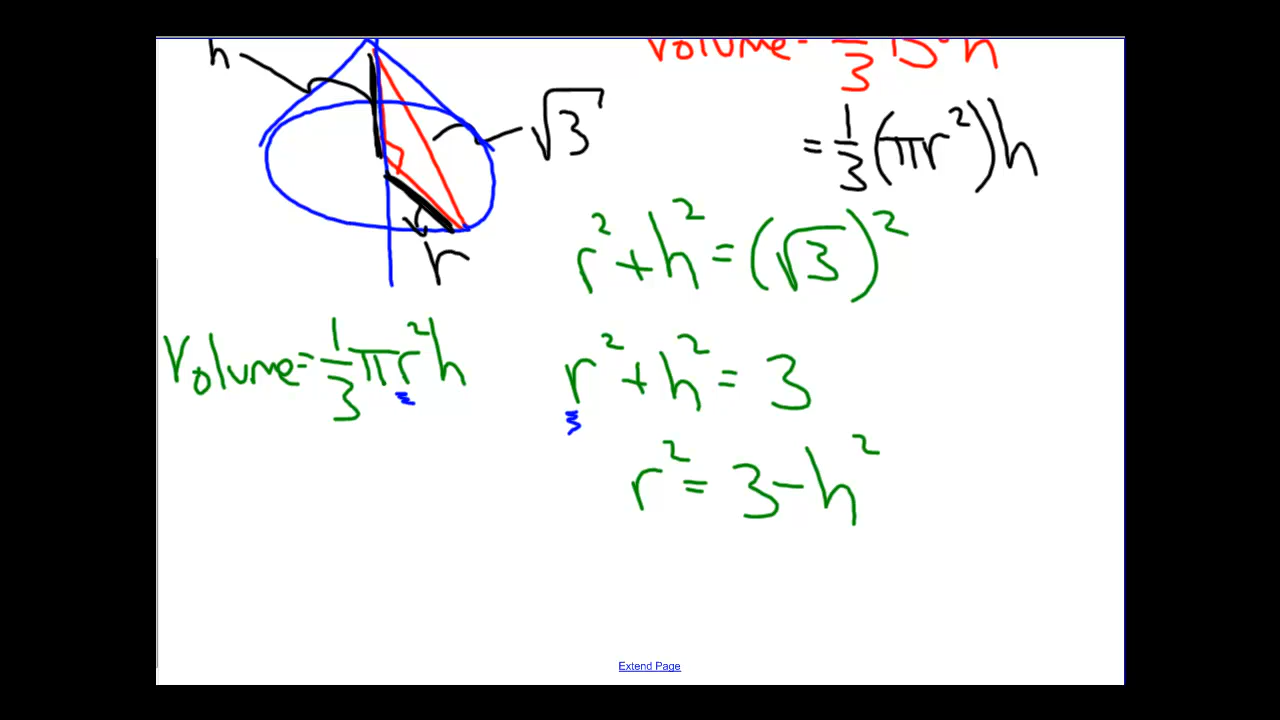 h
Volume = 1/3 B·h
√3
= 1/3 (πr²)h
r
r² + h² = (√3)²
Volume = 1/3 πr²h
r² + h² = 3
r² = 3 - h²
Extend Page